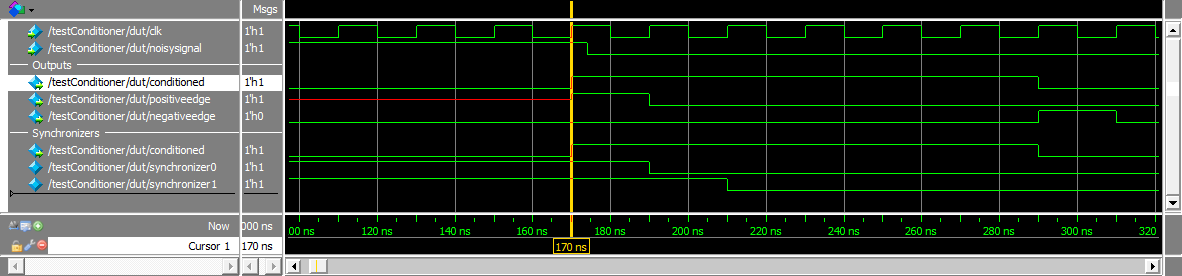 Msgs
/testConditioner/dut/clk 1'h1
/testConditioner/dut/noisysignal 1'h1
Outputs
/testConditioner/dut/conditioned 1'h1
/testConditioner/dut/positiveedge 1'h1
/testConditioner/dut/negativeedge 1'h0
Synchronizers
/testConditioner/dut/conditioned 1'h1
/testConditioner/dut/synchronizer0 1'h1
/testConditioner/dut/synchronizer1 1'h1
Now 000 ns 00 ns 120 ns 140 ns 160 ns 180 ns 200 ns 220 ns 240 ns 260 ns 280 ns 300 ns 320
Cursor 1 170 ns 170 ns